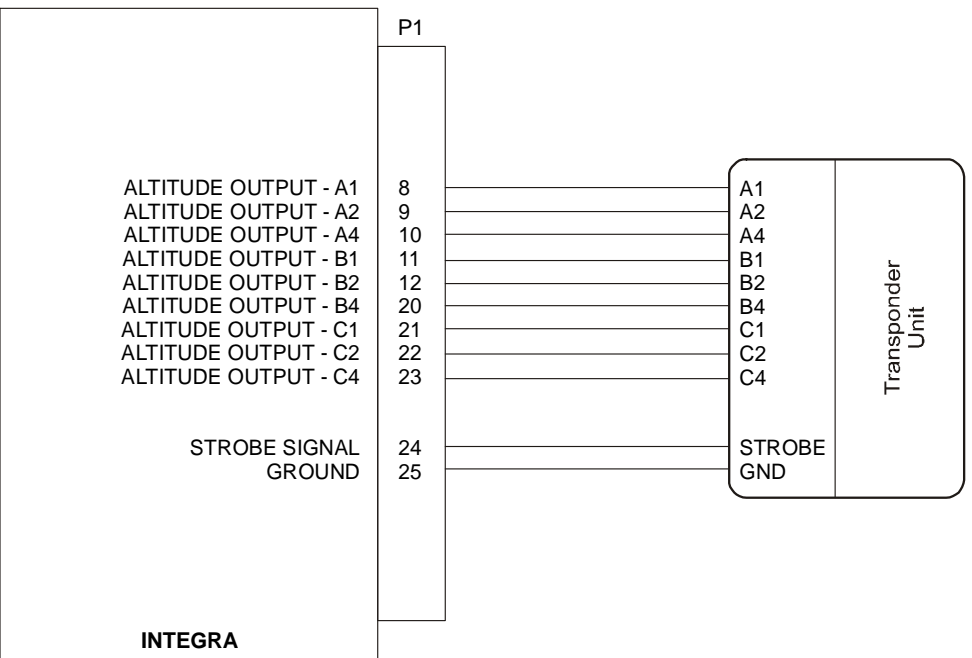 P1
ALTITUDE OUTPUT - A1 8 A1
ALTITUDE OUTPUT - A2 9 A2
ALTITUDE OUTPUT - A4 10 A4
ALTITUDE OUTPUT - B1 11 B1
ALTITUDE OUTPUT - B2 12 B2
ALTITUDE OUTPUT - B4 20 B4
ALTITUDE OUTPUT - C1 21 C1
ALTITUDE OUTPUT - C2 22 C2
ALTITUDE OUTPUT - C4 23 C4
STROBE SIGNAL 24 STROBE
GROUND 25 GND
Transponder
Unit
INTEGRA